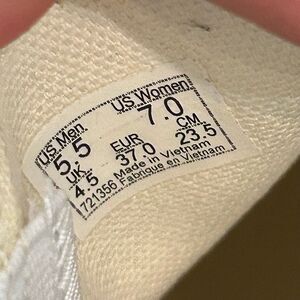 US Men US Women
5.5 7.0
UK EUR CM
4.5 37.0 23.5
721356 Made in Vietnam
Fabrique en Vietnam